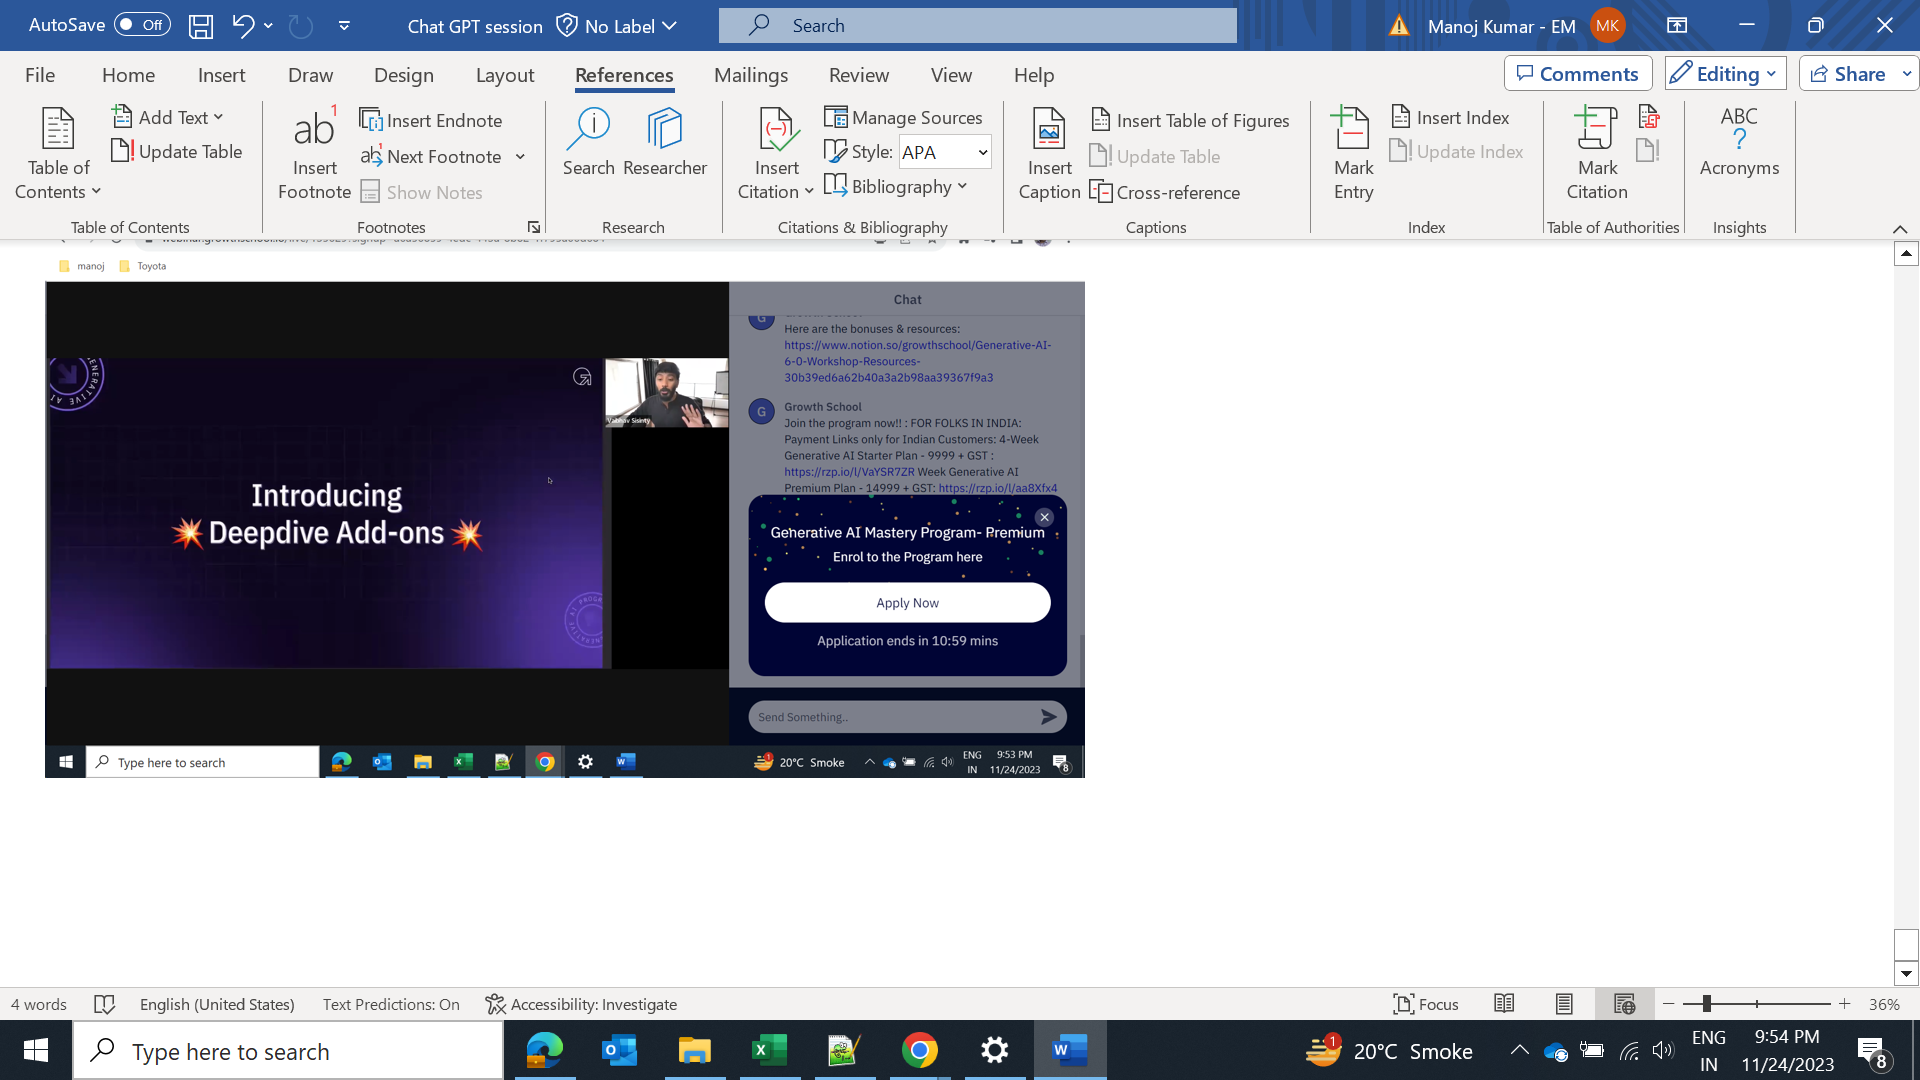 AutoSave Off
Chat GPT session
No Label
Search
Manoj Kumar - EM
MK
File Home Insert Draw Design Layout References Mailings Review View Help
Comments
Editing
Share
Table of Contents
Add Text
Update Table
Table of Contents
ab1
Insert Footnote
Insert Endnote
Next Footnote
Show Notes
Footnotes
Search
Researcher
Research
Insert Citation
Manage Sources
Style: APA
Bibliography
Citations & Bibliography
Insert Caption
Insert Table of Figures
Update Table
Cross-reference
Captions
Mark Entry
Insert Index
Update Index
Index
Mark Citation
Table of Authorities
ABC
?
Acronyms
Insights
manoj
Toyota
Introducing
💥 Deepdive Add-ons 💥
Vaibhav Sisinty
Chat
Here are the bonuses & resources:
https://www.notion.so/growthschool/Generative-AI-
6-0-Workshop-Resources-
30b39ed6a62b40a3a2b98aa39367f9a3
G
Growth School
Join the program now!! : FOR FOLKS IN INDIA:
Payment Links only for Indian Customers: 4-Week
Generative AI Starter Plan - 9999 + GST :
https://rzp.io/l/VaYSR7ZR Week Generative AI
Premium Plan - 14999 + GST: https://rzp.io/l/aa8Xfx4
Generative AI Mastery Program- Premium
Enrol to the Program here
Apply Now
Application ends in 10:59 mins
Send Something..
Type here to search
20°C Smoke
ENG
IN
9:53 PM
11/24/2023
8
4 words
English (United States)
Text Predictions: On
Accessibility: Investigate
Focus
36%
Type here to search
1
20°C Smoke
ENG
IN
9:54 PM
11/24/2023
8